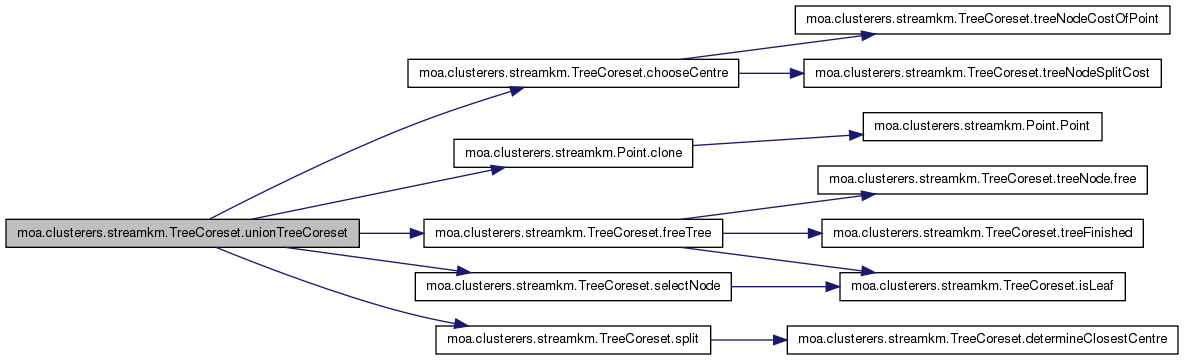 moa.clusterers.streamkm.TreeCoreset.treeNodeCostOfPoint
moa.clusterers.streamkm.TreeCoreset.chooseCentre
moa.clusterers.streamkm.TreeCoreset.treeNodeSplitCost
moa.clusterers.streamkm.Point.Point
moa.clusterers.streamkm.Point.clone
moa.clusterers.streamkm.TreeCoreset.treeNode.free
moa.clusterers.streamkm.TreeCoreset.unionTreeCoreset
moa.clusterers.streamkm.TreeCoreset.freeTree
moa.clusterers.streamkm.TreeCoreset.treeFinished
moa.clusterers.streamkm.TreeCoreset.selectNode
moa.clusterers.streamkm.TreeCoreset.isLeaf
moa.clusterers.streamkm.TreeCoreset.split
moa.clusterers.streamkm.TreeCoreset.determineClosestCentre